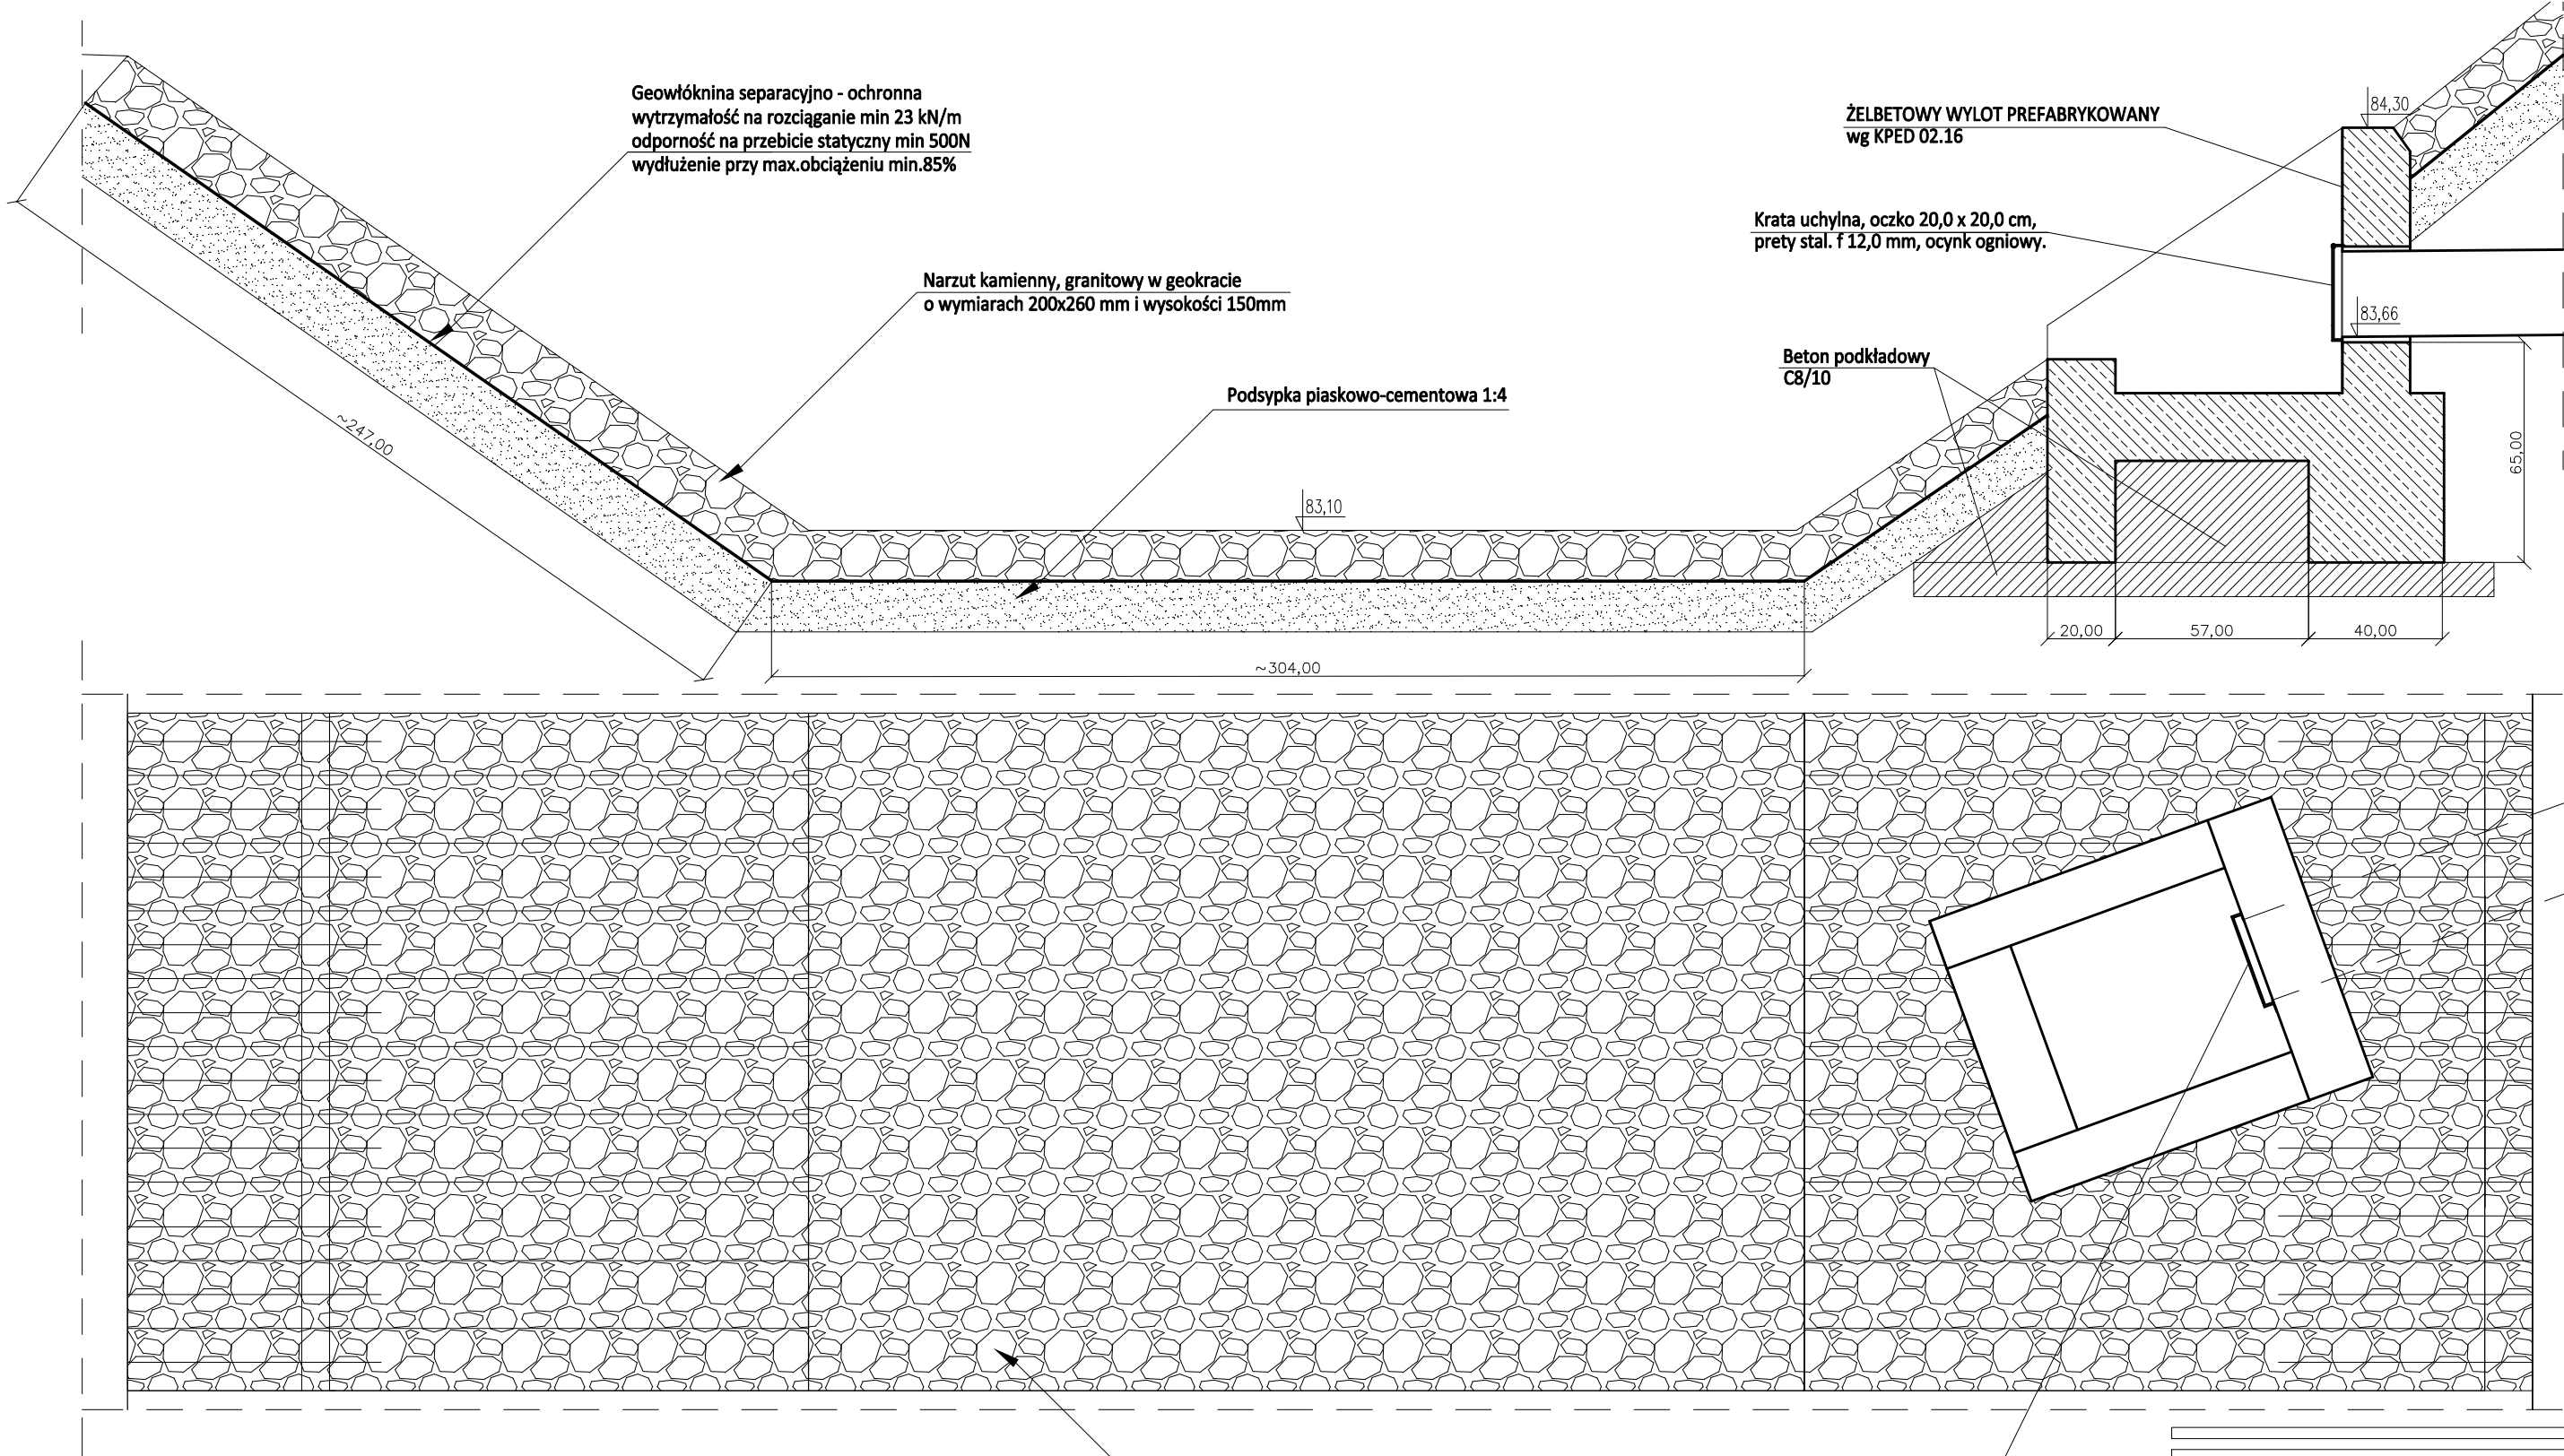 Geowłóknina separacyjno - ochronna
wytrzymałość na rozciąganie min 23 kN/m
odporność na przebicie statyczny min 500N
wydłużenie przy max.obciążeniu min.85%
ŻELBETOWY WYLOT PREFABRYKOWANY
wg KPED 02.16
84,30
Krata uchylna, oczko 20,0 x 20,0 cm,
prety stal. f 12,0 mm, ocynk ogniowy.
Narzut kamienny, granitowy w geokracie
o wymiarach 200x260 mm i wysokości 150mm
83,66
Beton podkładowy
C8/10
Podsypka piaskowo-cementowa 1:4
~247,00
65,00
83,10
20,00
57,00
40,00
~304,00